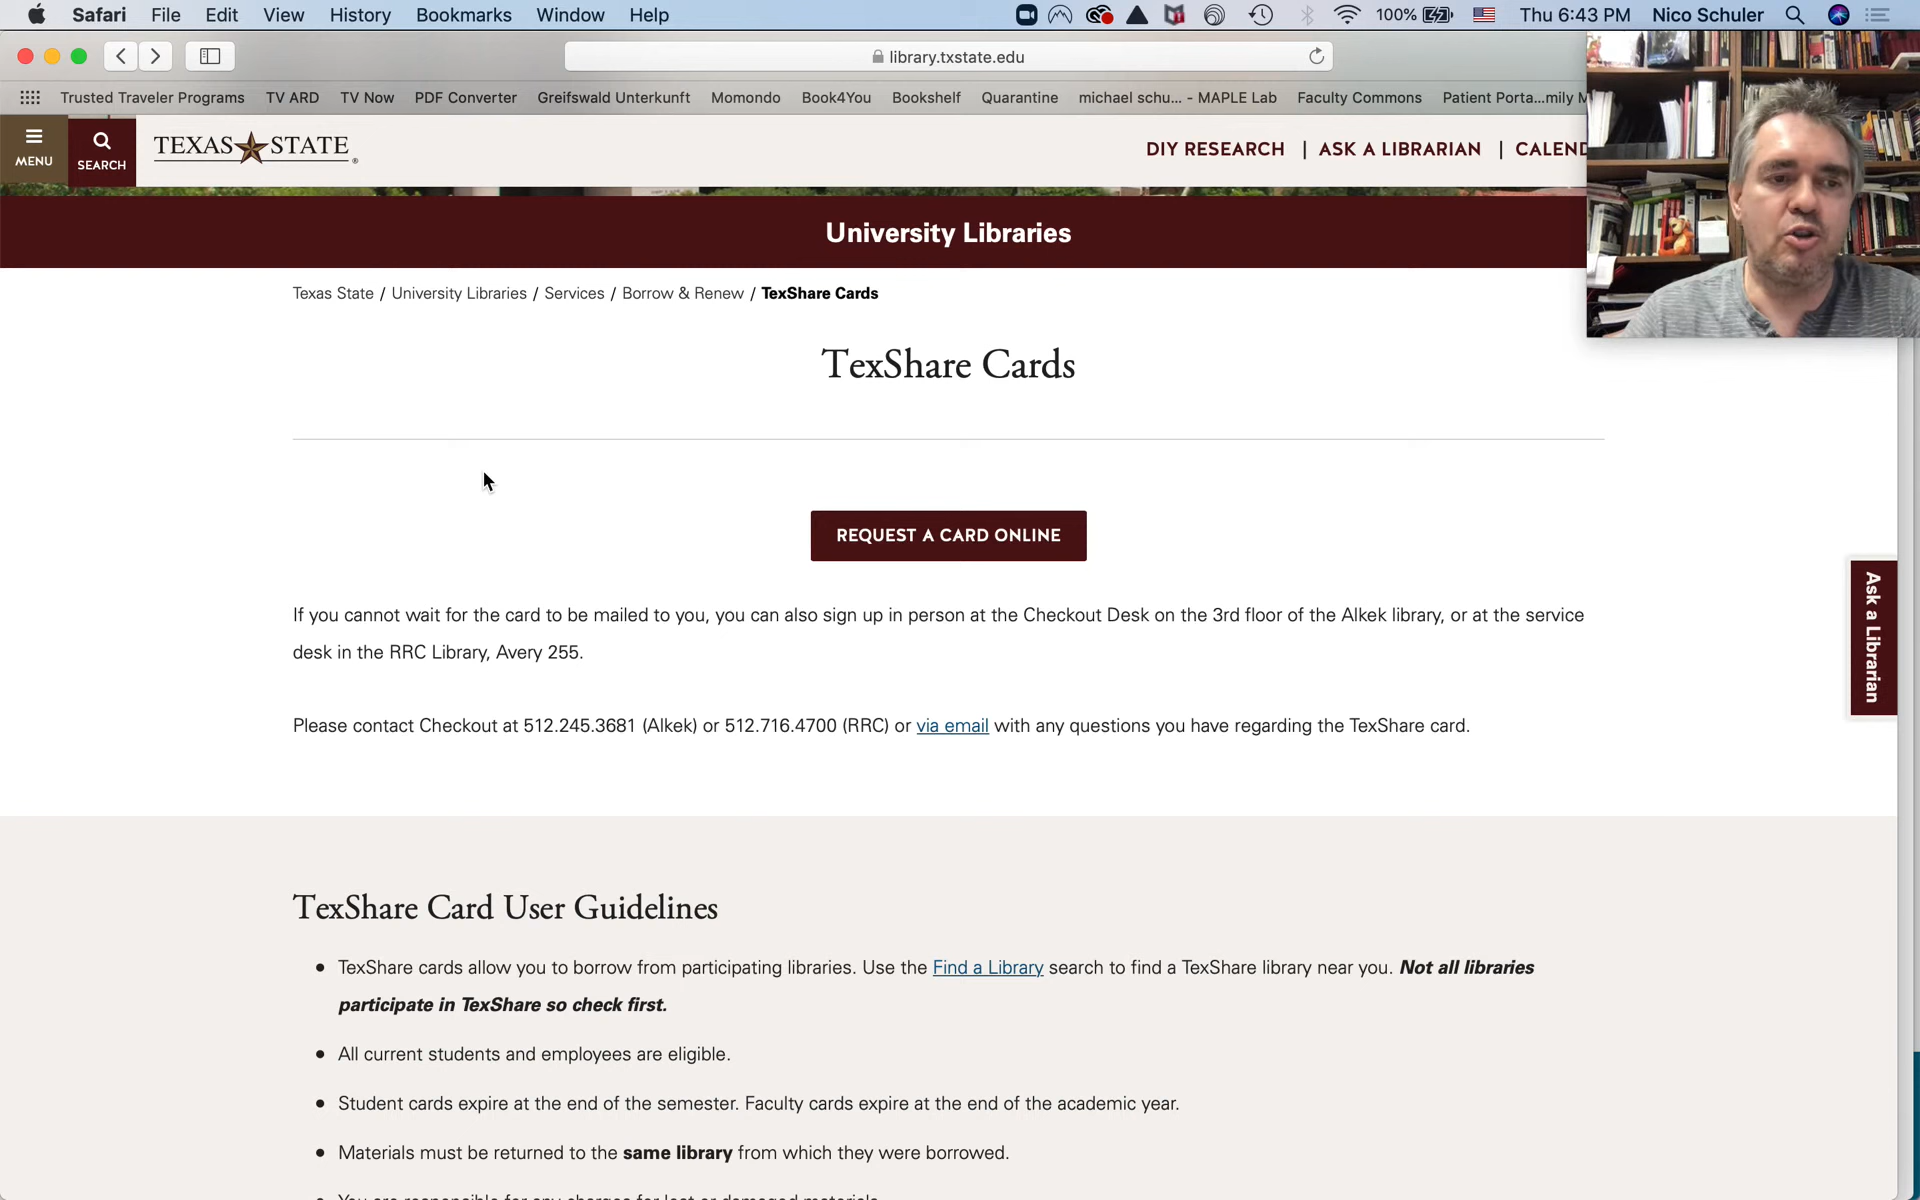 Safari File Edit View History Bookmarks Window Help 100% Thu 6:43 PM Nico Schuler
library.txstate.edu
Trusted Traveler Programs TV ARD TV Now PDF Converter Greifswald Unterkunft Momondo Book4You Bookshelf Quarantine michael schu... - MAPLE Lab Faculty Commons Patient Porta...mily M
MENU SEARCH TEXAS STATE ® DIY RESEARCH | ASK A LIBRARIAN | CALEND
University Libraries
Texas State / University Libraries / Services / Borrow & Renew / TexShare Cards
TexShare Cards
REQUEST A CARD ONLINE
If you cannot wait for the card to be mailed to you, you can also sign up in person at the Checkout Desk on the 3rd floor of the Alkek library, or at the service
desk in the RRC Library, Avery 255.
Ask a Librarian
Please contact Checkout at 512.245.3681 (Alkek) or 512.716.4700 (RRC) or via email with any questions you have regarding the TexShare card.
TexShare Card User Guidelines
• TexShare cards allow you to borrow from participating libraries. Use the Find a Library search to find a TexShare library near you. Not all libraries
participate in TexShare so check first.
• All current students and employees are eligible.
• Student cards expire at the end of the semester. Faculty cards expire at the end of the academic year.
• Materials must be returned to the same library from which they were borrowed.
• You are responsible for any charges for lost or damaged materials.